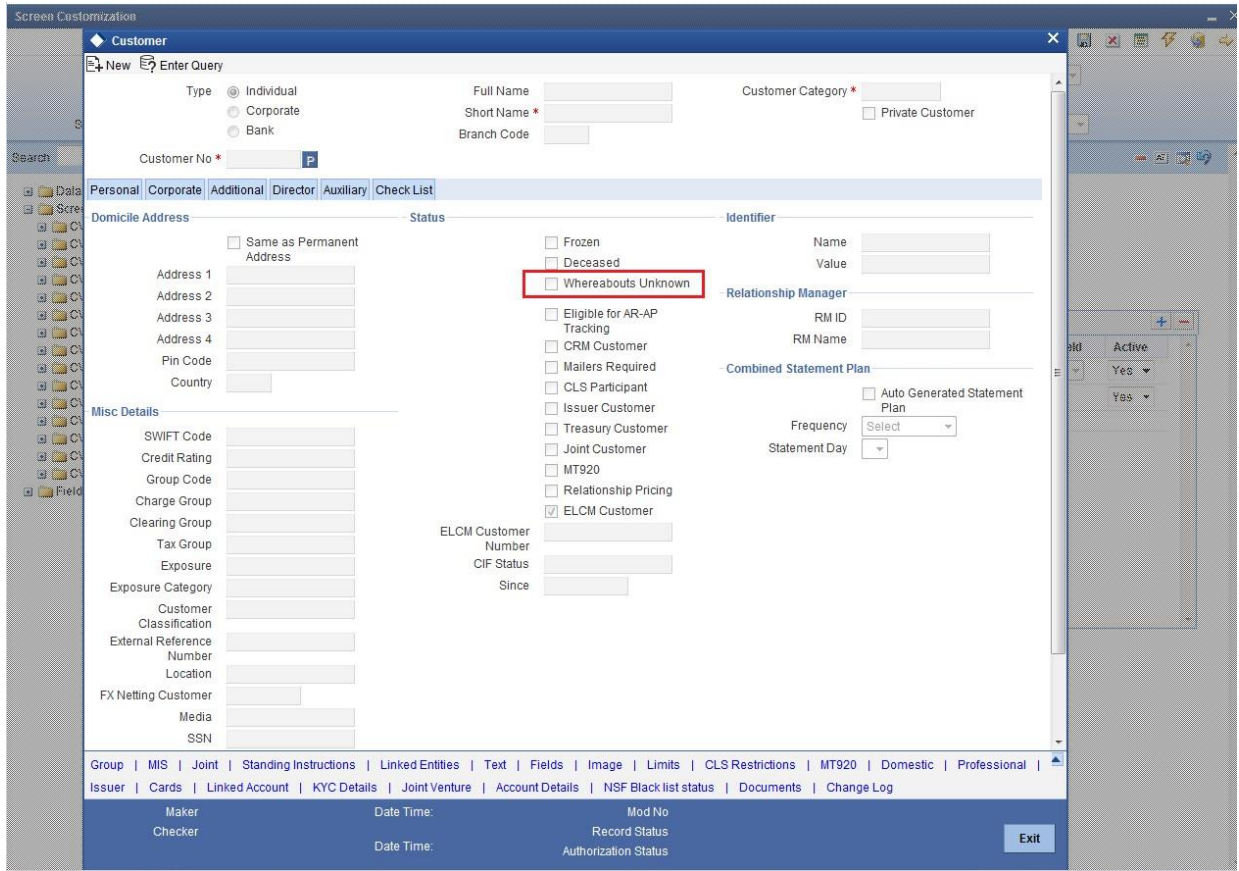 Screen Customization
Customer
New Enter Query
Type Individual Full Name Customer Category *
Corporate Short Name * Private Customer
Bank Branch Code
Customer No * P
Search
Personal Corporate Additional Director Auxiliary Check List
Data
Scre
Field
Domicile Address
Same as Permanent
Address
Address 1
Address 2
Address 3
Address 4
Pin Code
Country
Misc Details
SWIFT Code
Credit Rating
Group Code
Charge Group
Clearing Group
Tax Group
Exposure
Exposure Category
Customer
Classification
External Reference
Number
Location
FX Netting Customer
Media
SSN
Status
Frozen
Deceased
Whereabouts Unknown
Eligible for AR-AP
Tracking
CRM Customer
Mailers Required
CLS Participant
Issuer Customer
Treasury Customer
Joint Customer
MT920
Relationship Pricing
ELCM Customer
ELCM Customer
Number
CIF Status
Since
Identifier
Name
Value
Relationship Manager
RM ID
RM Name
Combined Statement Plan
Auto Generated Statement
Plan
Frequency Select
Statement Day
eld Active
Yes
Yes
Group | MIS | Joint | Standing Instructions | Linked Entities | Text | Fields | Image | Limits | CLS Restrictions | MT920 | Domestic | Professional |
Issuer | Cards | Linked Account | KYC Details | Joint Venture | Account Details | NSF Black list status | Documents | Change Log
Maker Date Time: Mod No
Checker Record Status
Date Time: Authorization Status
Exit